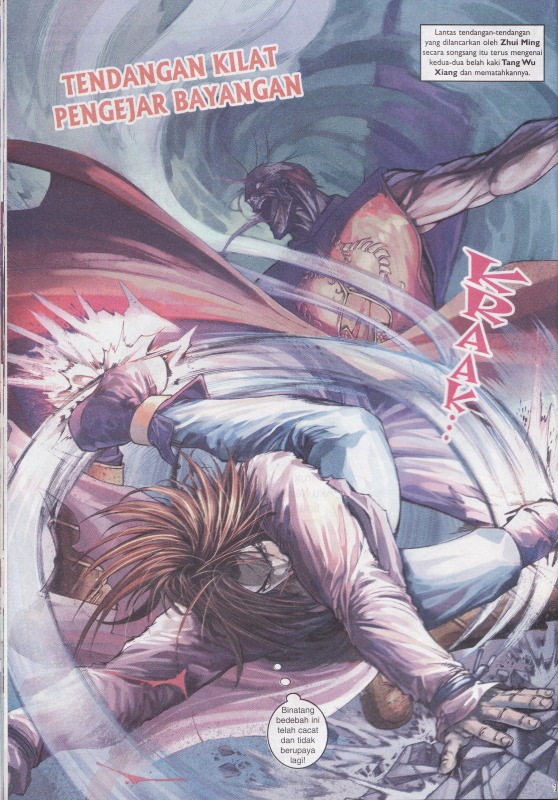 Lantas tendangan-tendangan
yang dilancarkan oleh Zhui Ming
secara songsang itu terus mengenai
kedua-dua belah kaki Tang Wu
Xiang dan mematahkannya.
TENDANGAN KILAT
PENGEJAR BAYANGAN
KRAAK...
Binatang
bedebah ini
telah cacat
dan tidak
berupaya
lagi!